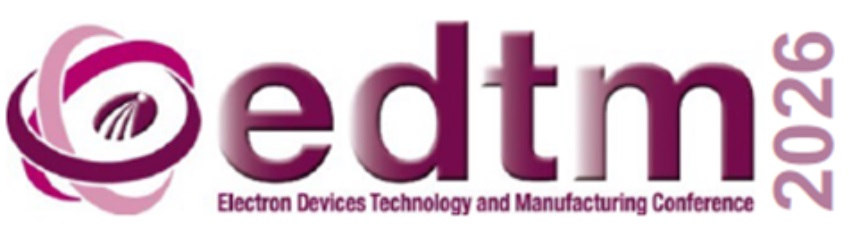 edtm
Electron Devices Technology and Manufacturing Conference
2026